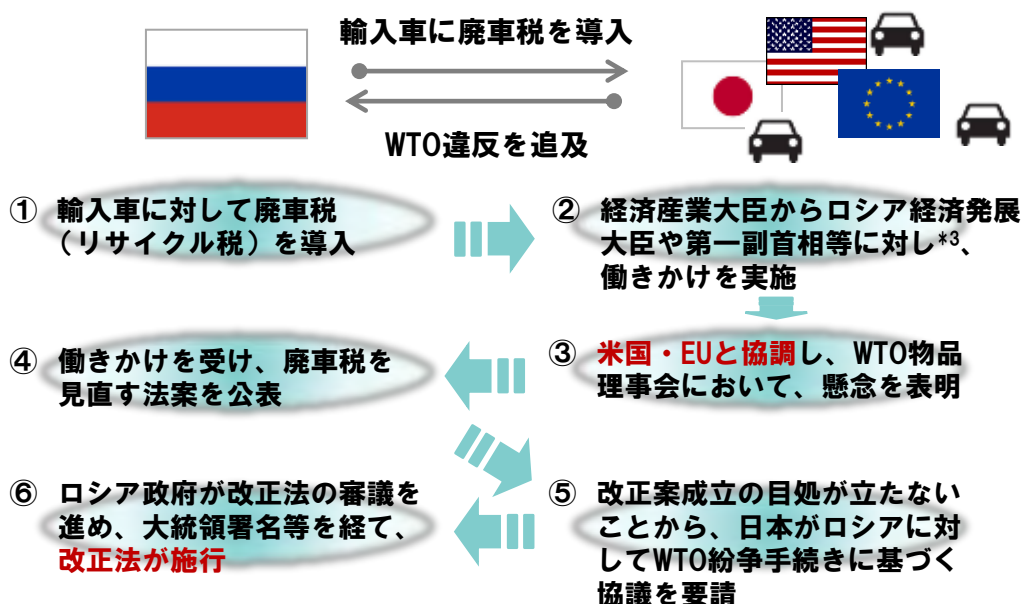 輸入車に廃車税を導入
WTO違反を追及
① 輸入車に対して廃車税
(リサイクル税)を導入
② 経済産業大臣からロシア経済発展
大臣や第一副首相等に対し*3、
働きかけを実施
③ 米国・EUと協調し、WTO物品
理事会において、懸念を表明
④ 働きかけを受け、廃車税を
見直す法案を公表
⑤ 改正案成立の目処が立たない
ことから、日本がロシアに対
してWTO紛争手続きに基づく
協議を要請
⑥ ロシア政府が改正法の審議を
進め、大統領署名等を経て、
改正法が施行